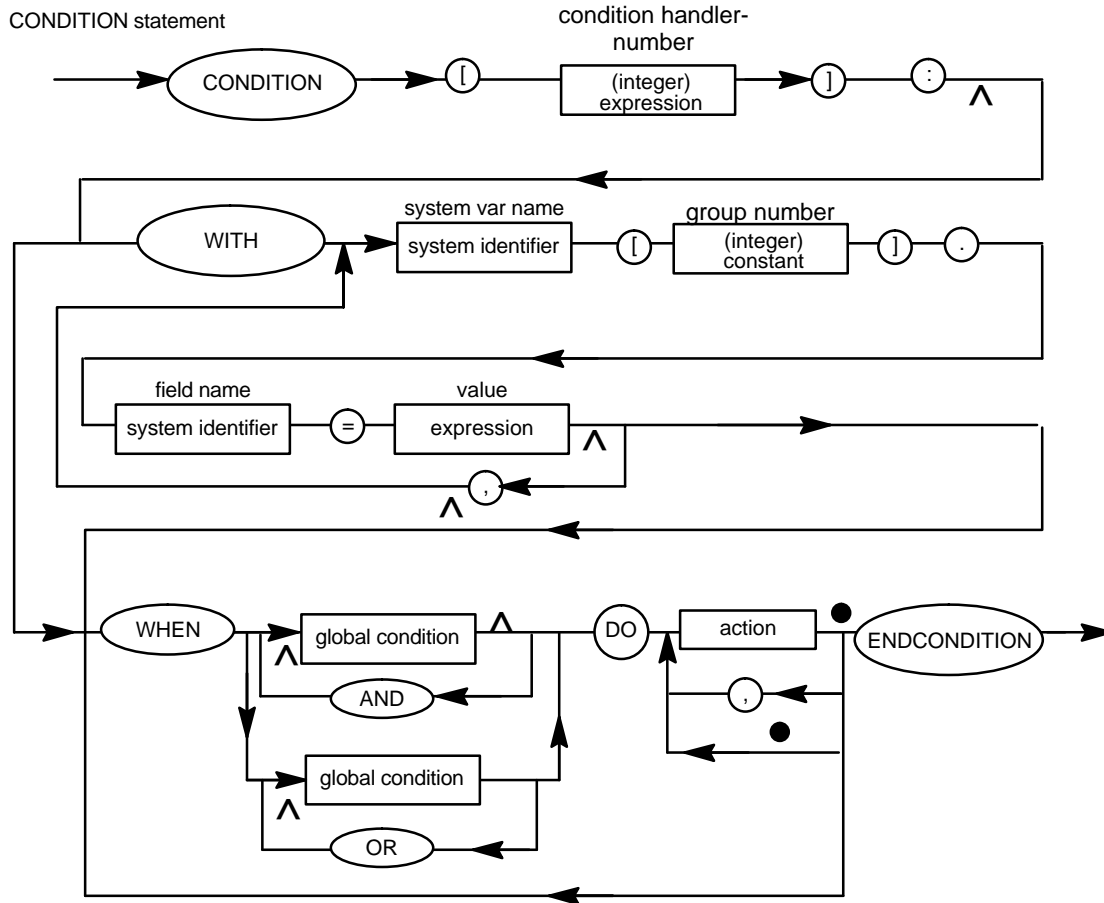 CONDITION statement
condition handler-
number
CONDITION
[
(integer)
expression
]
:
^
system var name
group number
WITH
system identifier
[
(integer)
constant
]
.
field name
value
system identifier
=
expression
^
,
^
WHEN
global condition
^
^
DO
action
ENDCONDITION
AND
,
global condition
^
OR